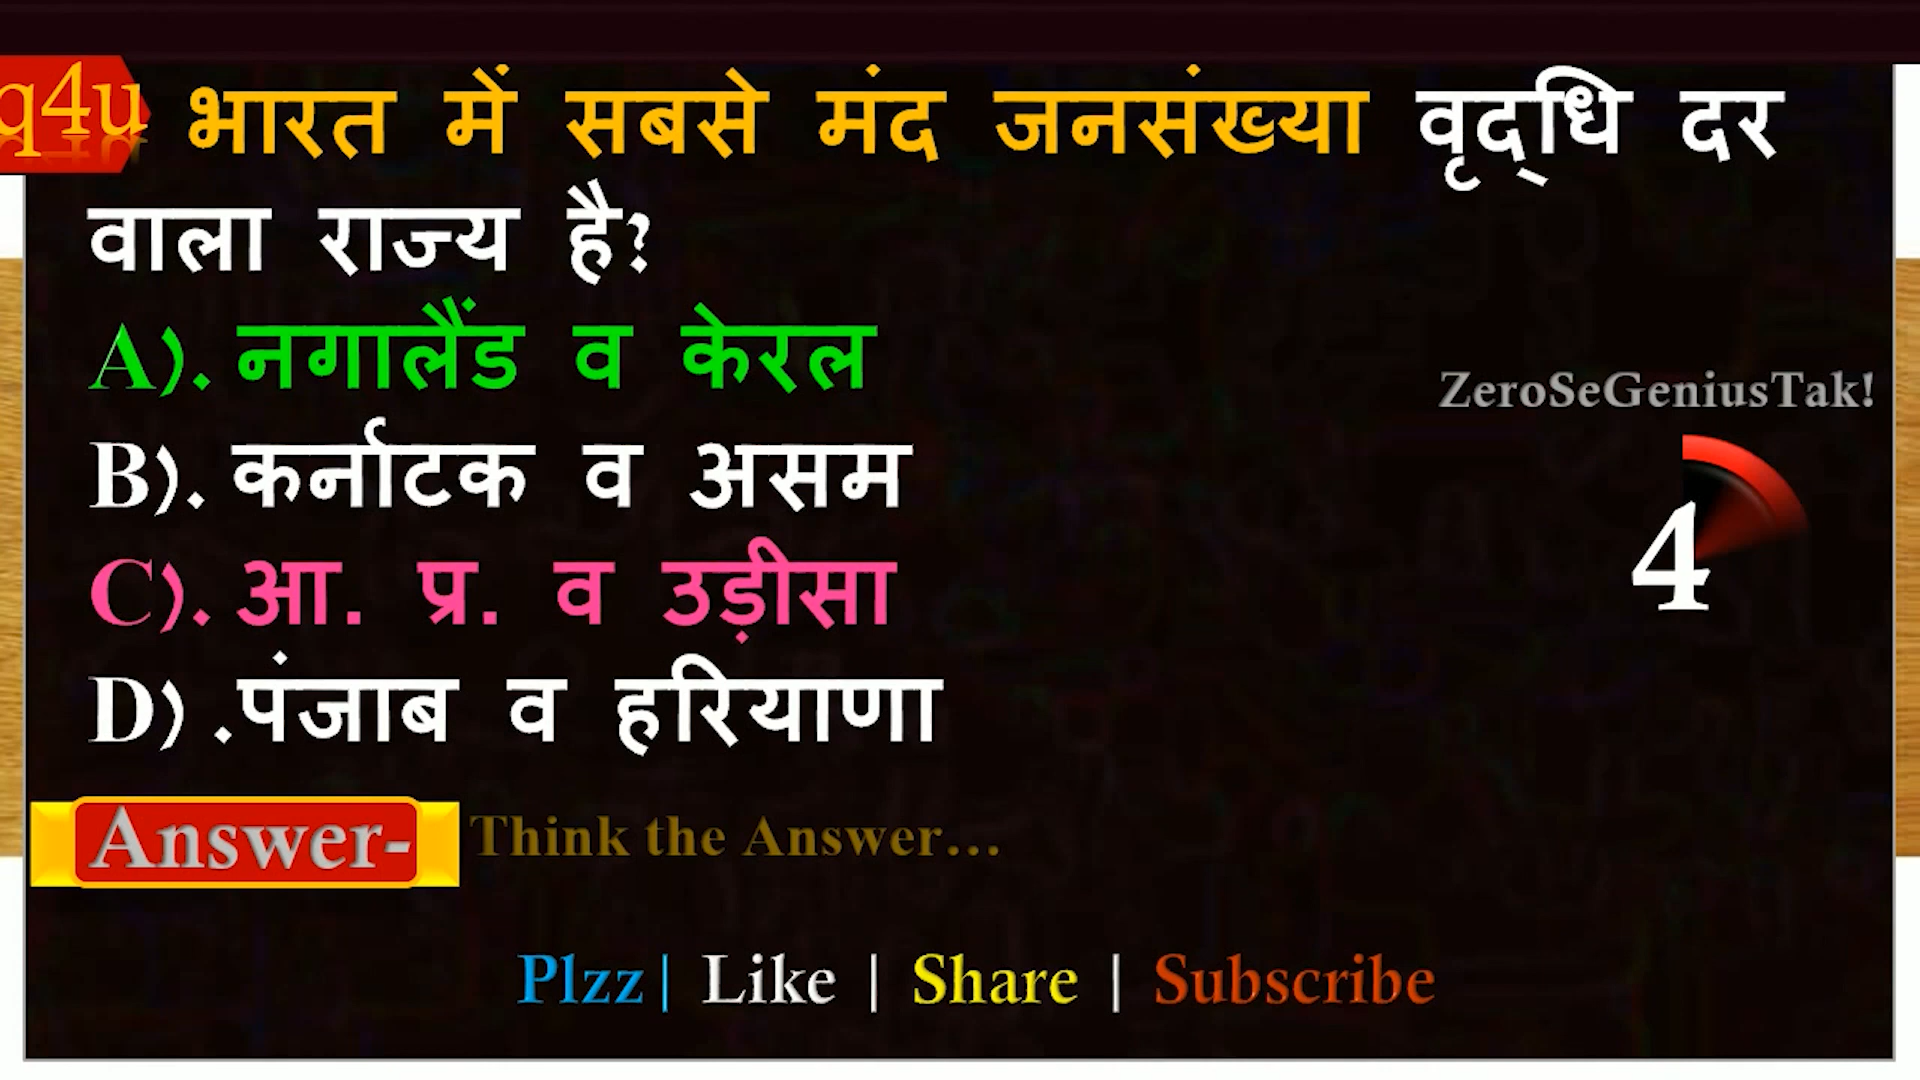 q4u भारत में सबसे मंद जनसंख्या वृद्धि दर
वाला राज्य है?
A). नगालैंड व केरल
B). कर्नाटक व असम
C). आ. प्र. व उड़ीसा
D) .पंजाब व हरियाणा
ZeroSeGeniusTak!
4
Answer- Think the Answer...
Plzz| Like | Share | Subscribe